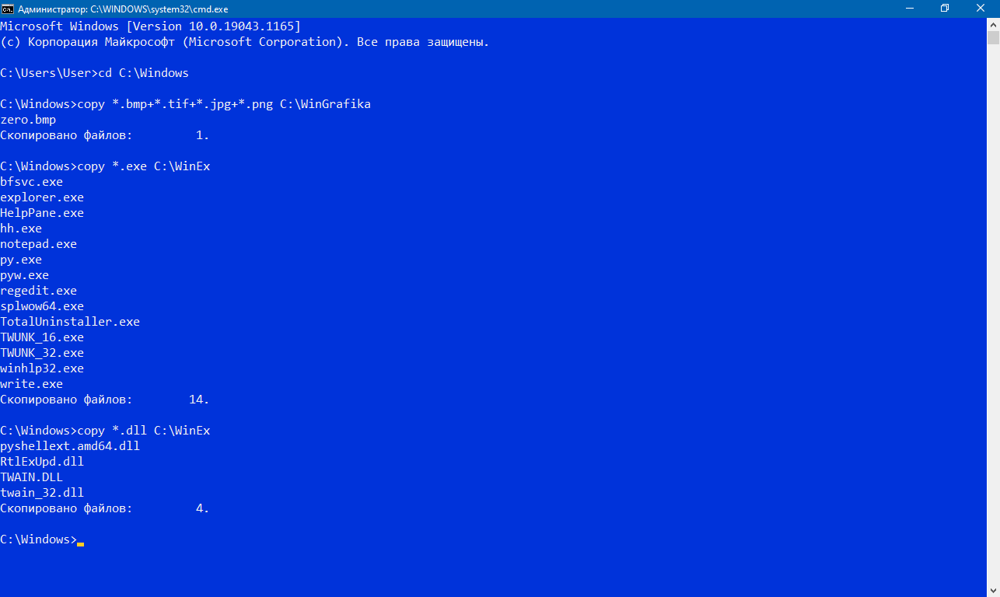 Администратор: C:\WINDOWS\system32\cmd.exe
Microsoft Windows [Version 10.0.19043.1165]
(c) Корпорация Майкрософт (Microsoft Corporation). Все права защищены.
C:\Users\User>cd C:\Windows
C:\Windows>copy *.bmp+*.tif+*.jpg+*.png C:\WinGrafika
zero.bmp
Скопировано файлов:         1.
C:\Windows>copy *.exe C:\WinEx
bfsvc.exe
explorer.exe
HelpPane.exe
hh.exe
notepad.exe
py.exe
pyw.exe
regedit.exe
splwow64.exe
TotalUninstaller.exe
TWUNK_16.exe
TWUNK_32.exe
winhlp32.exe
write.exe
Скопировано файлов:        14.
C:\Windows>copy *.dll C:\WinEx
pyshellext.amd64.dll
RtlExUpd.dll
TWAIN.DLL
twain_32.dll
Скопировано файлов:         4.
C:\Windows>